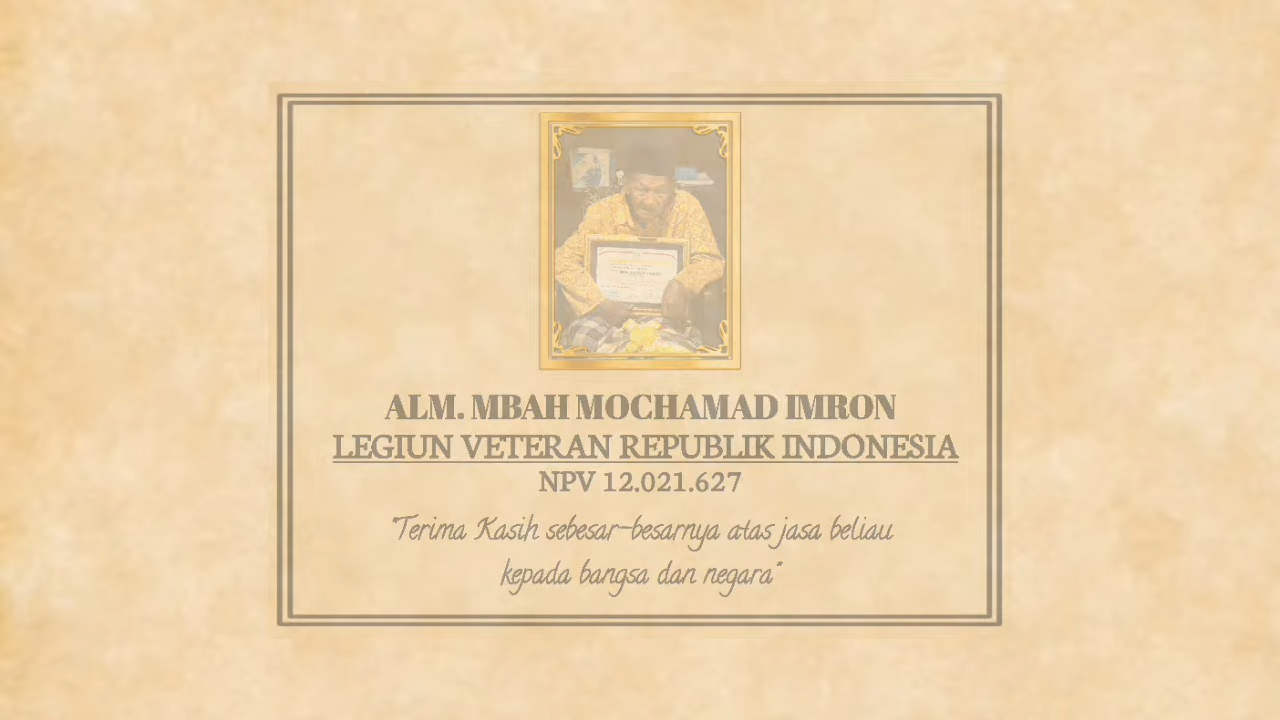 ALM. MBAH MOCHAMAD IMRON
LEGIUN VETERAN REPUBLIK INDONESIA
NPV 12.021.627
"Terima Kasih sebesar-besarnya atas jasa beliau
kepada bangsa dan negara"